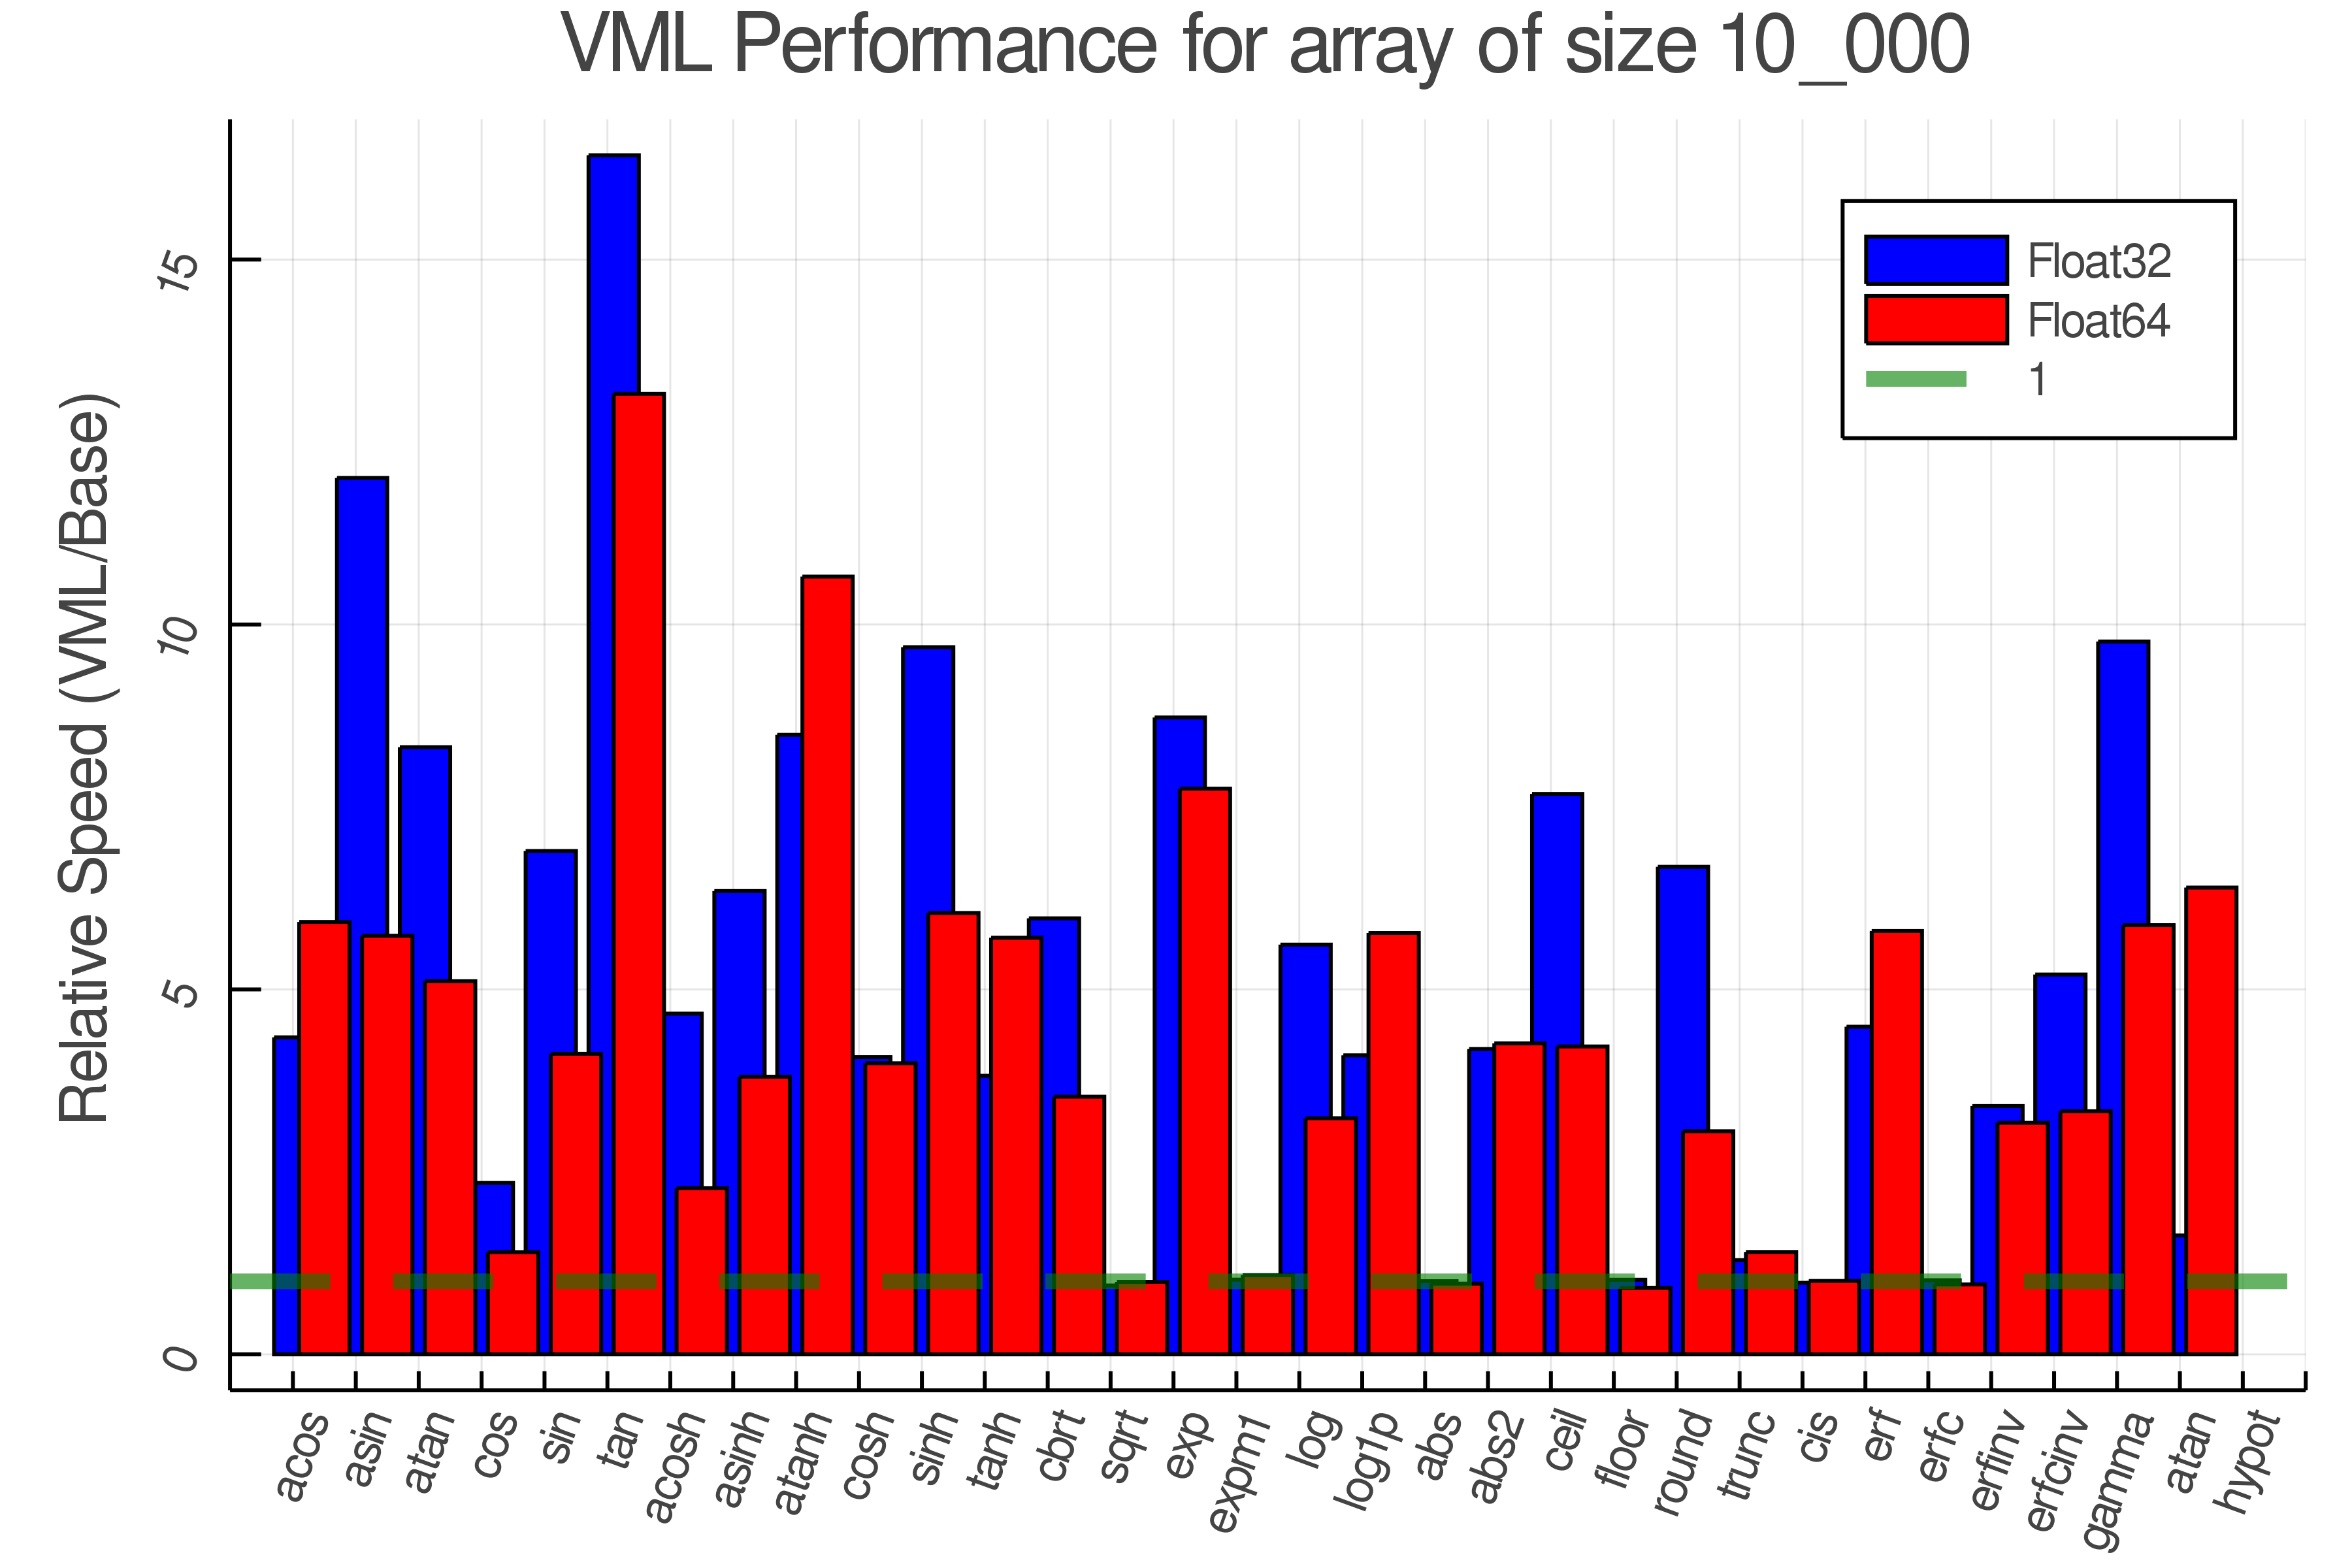 VML Performance for array of size 10_000
Relative Speed (VML/Base)
15
10
5
0
Float32
Float64
1
acos
asin
atan
cos
sin
tan
acosh
asinh
atanh
cosh
sinh
tanh
cbrt
sqrt
exp
expm1
log
log1p
abs
abs2
ceil
floor
round
trunc
cis
erf
erfc
erfinv
erfcinv
gamma
atan
hypot